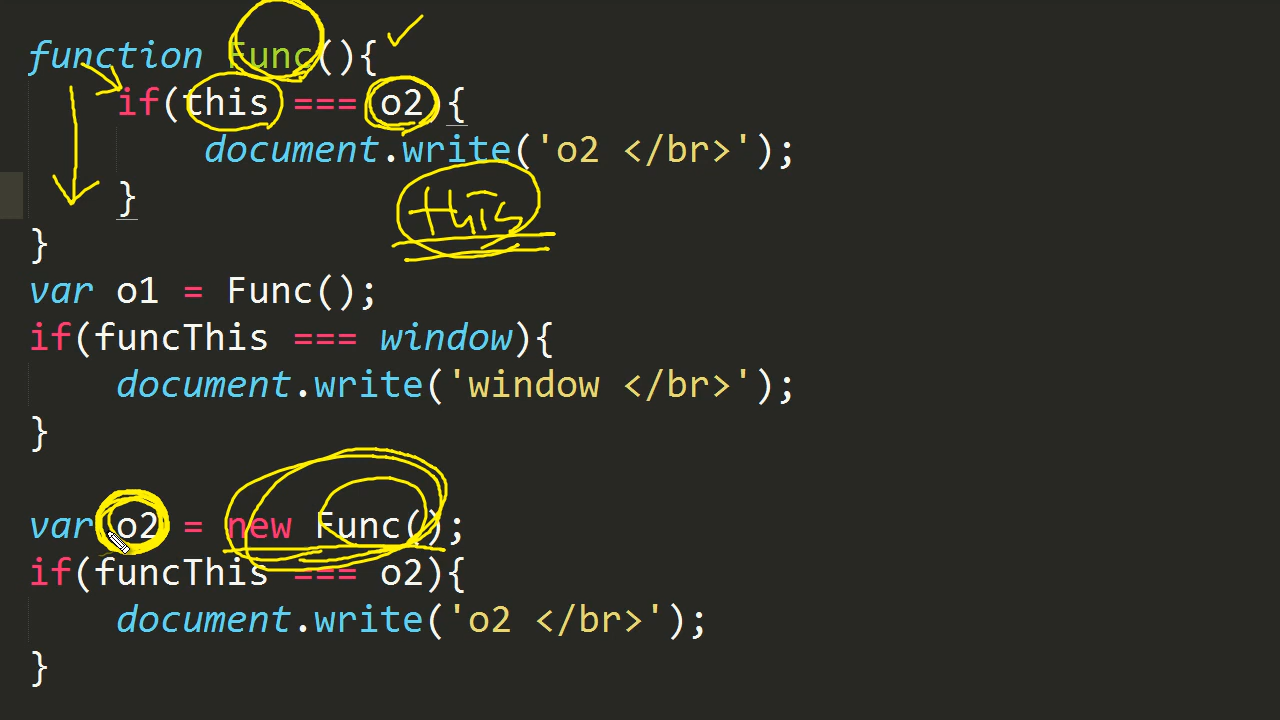 function Func(){
if(this === o2 {
document.write('o2 </br>');
}
this
}
var o1 = Func();
if(funcThis === window){
document.write('window </br>');
}
var o2 = new Func();
if(funcThis === o2){
document.write('o2 </br>');
}